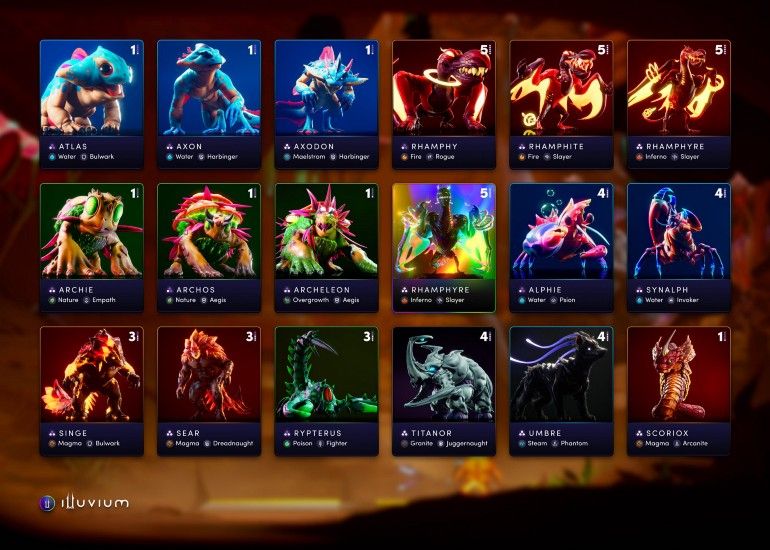 1 1 1 5 5 5
ATLAS AXON AXODON RHAMPHY RHAMPHITE RHAMPHYRE
Water Bulwark Water Harbinger Maelstrom Harbinger Fire Rogue Fire Slayer Inferno Slayer
1 1 1 5 4 4
ARCHIE ARCHOS ARCHELEON RHAMPHYRE ALPHIE SYNALPH
Nature Empath Nature Aegis Overgrowth Aegis Inferno Slayer Water Psion Water Invoker
3 3 3 4 4 1
SINGE SEAR RYPTERUS TITANOR UMBRE SCORIOX
Magma Bulwark Magma Dreadnaught Poison Fighter Granite Juggernaught Steam Phantom Magma Arcanite
illuvium